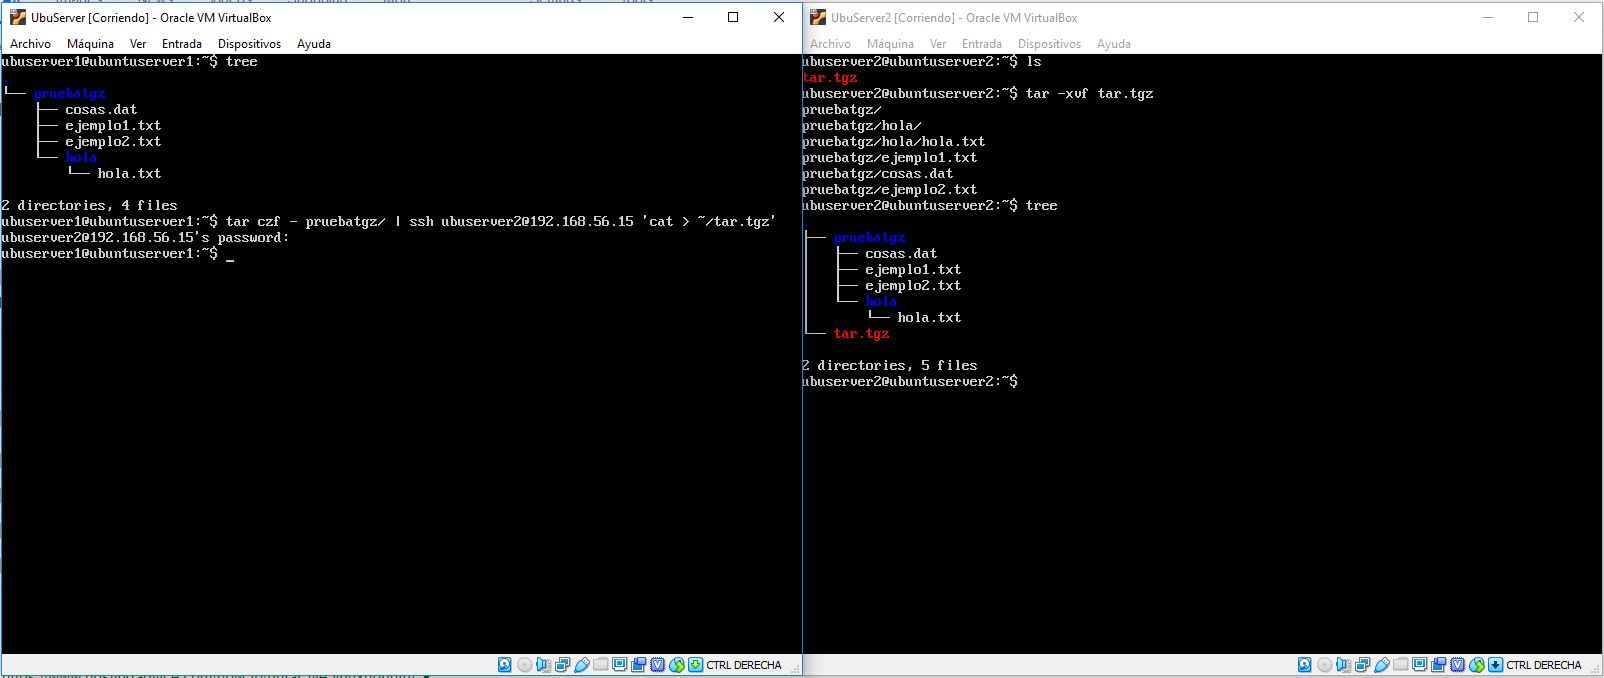 UbuServer [Corriendo] - Oracle VM VirtualBox
Archivo Máquina Ver Entrada Dispositivos Ayuda
ubuserver1@ubuntuserver1:~$ tree
.
└── pruebatgz
    ├── cosas.dat
    ├── ejemplo1.txt
    ├── ejemplo2.txt
    └── hola
        └── hola.txt
2 directories, 4 files
ubuserver1@ubuntuserver1:~$ tar czf - pruebatgz/ | ssh ubuserver2@192.168.56.15 'cat > ~/tar.tgz'
ubuserver2@192.168.56.15's password:
ubuserver1@ubuntuserver1:~$ _
CTRL DERECHA
UbuServer2 [Corriendo] - Oracle VM VirtualBox
Archivo Máquina Ver Entrada Dispositivos Ayuda
ubuserver2@ubuntuserver2:~$ ls
tar.tgz
ubuserver2@ubuntuserver2:~$ tar -xvf tar.tgz
pruebatgz/
pruebatgz/hola/
pruebatgz/hola/hola.txt
pruebatgz/ejemplo1.txt
pruebatgz/cosas.dat
pruebatgz/ejemplo2.txt
ubuserver2@ubuntuserver2:~$ tree
.
├── pruebatgz
│   ├── cosas.dat
│   ├── ejemplo1.txt
│   ├── ejemplo2.txt
│   └── hola
│       └── hola.txt
└── tar.tgz
2 directories, 5 files
ubuserver2@ubuntuserver2:~$
CTRL DERECHA